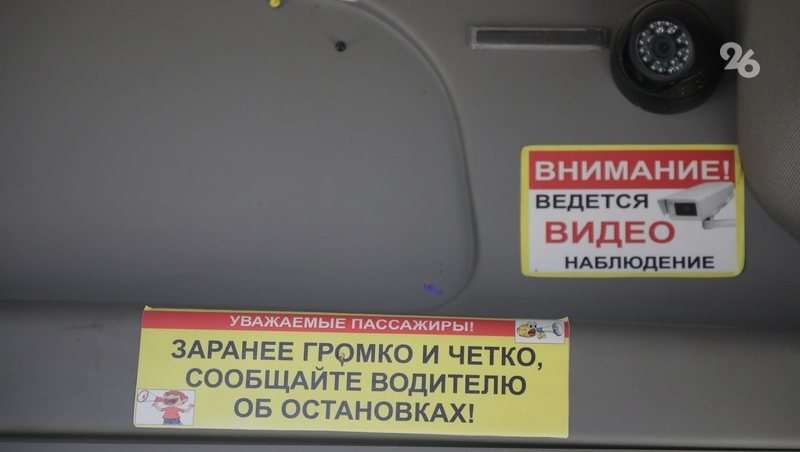 26
ВНИМАНИЕ!
ВЕДЕТСЯ
ВИДЕО
НАБЛЮДЕНИЕ
УВАЖАЕМЫЕ ПАССАЖИРЫ!
ЗАРАНЕЕ ГРОМКО И ЧЕТКО,
СООБЩАЙТЕ ВОДИТЕЛЮ
ОБ ОСТАНОВКАХ!